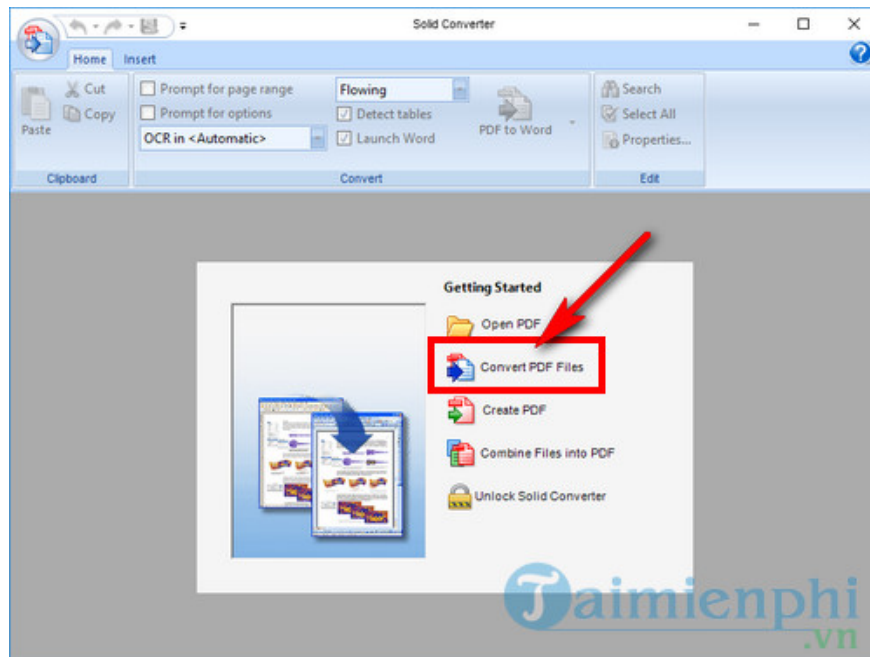 Solid Converter
Home Insert
Cut
Copy
Paste
Clipboard
Prompt for page range
Prompt for options
OCR in <Automatic>
Flowing
Detect tables
Launch Word
PDF to Word
Convert
Search
Select All
Properties...
Edit
Getting Started
Open PDF
Convert PDF Files
Create PDF
Combine Files into PDF
Unlock Solid Converter
Taimienphi
.vn